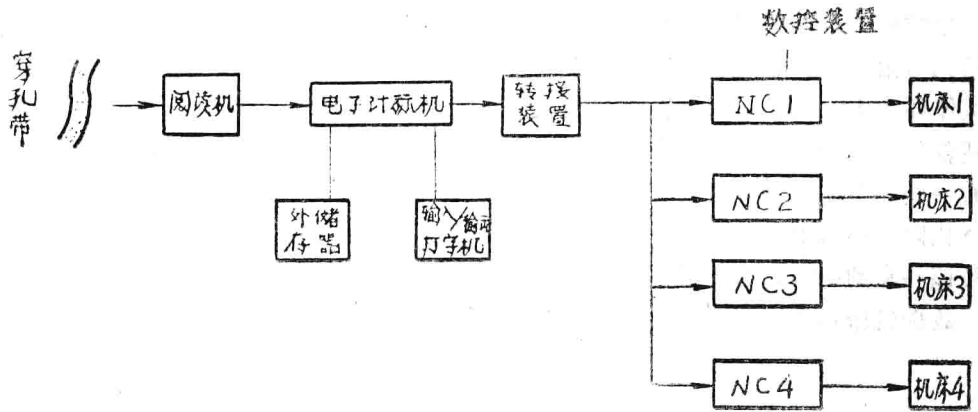 数控装置
穿孔带
阅读机
电子计标机
转接
装置
NC1
机床1
外储
存器
输入/输出
打字机
NC2
机床2
NC3
机床3
NC4
机床4